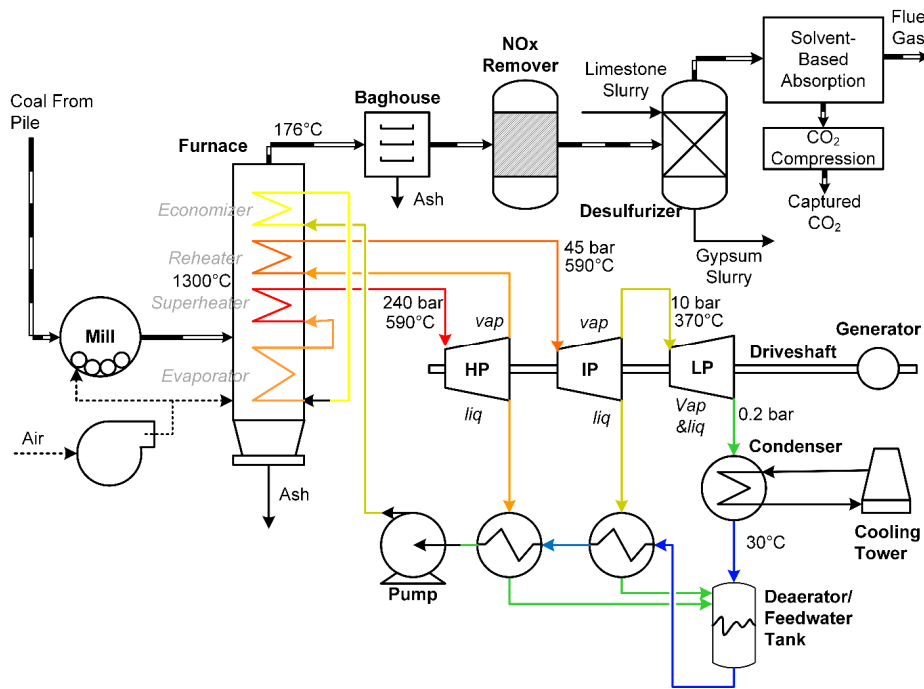 Coal From
Pile
Furnace
176°C
Baghouse
Ash
NOx
Remover
Limestone
Slurry
Desulfurizer
Gypsum
Slurry
Solvent-
Based
Absorption
Flue
Gas
CO2
Compression
Captured
CO2
Economizer
Reheater
1300°C
Superheater
Evaporator
Mill
Air
Ash
45 bar
590°C
240 bar
590°C
10 bar
370°C
vap
vap
HP
IP
LP
liq
liq
Vap
&liq
Driveshaft
Generator
0.2 bar
Condenser
Cooling
Tower
30°C
Pump
Deaerator/
Feedwater
Tank